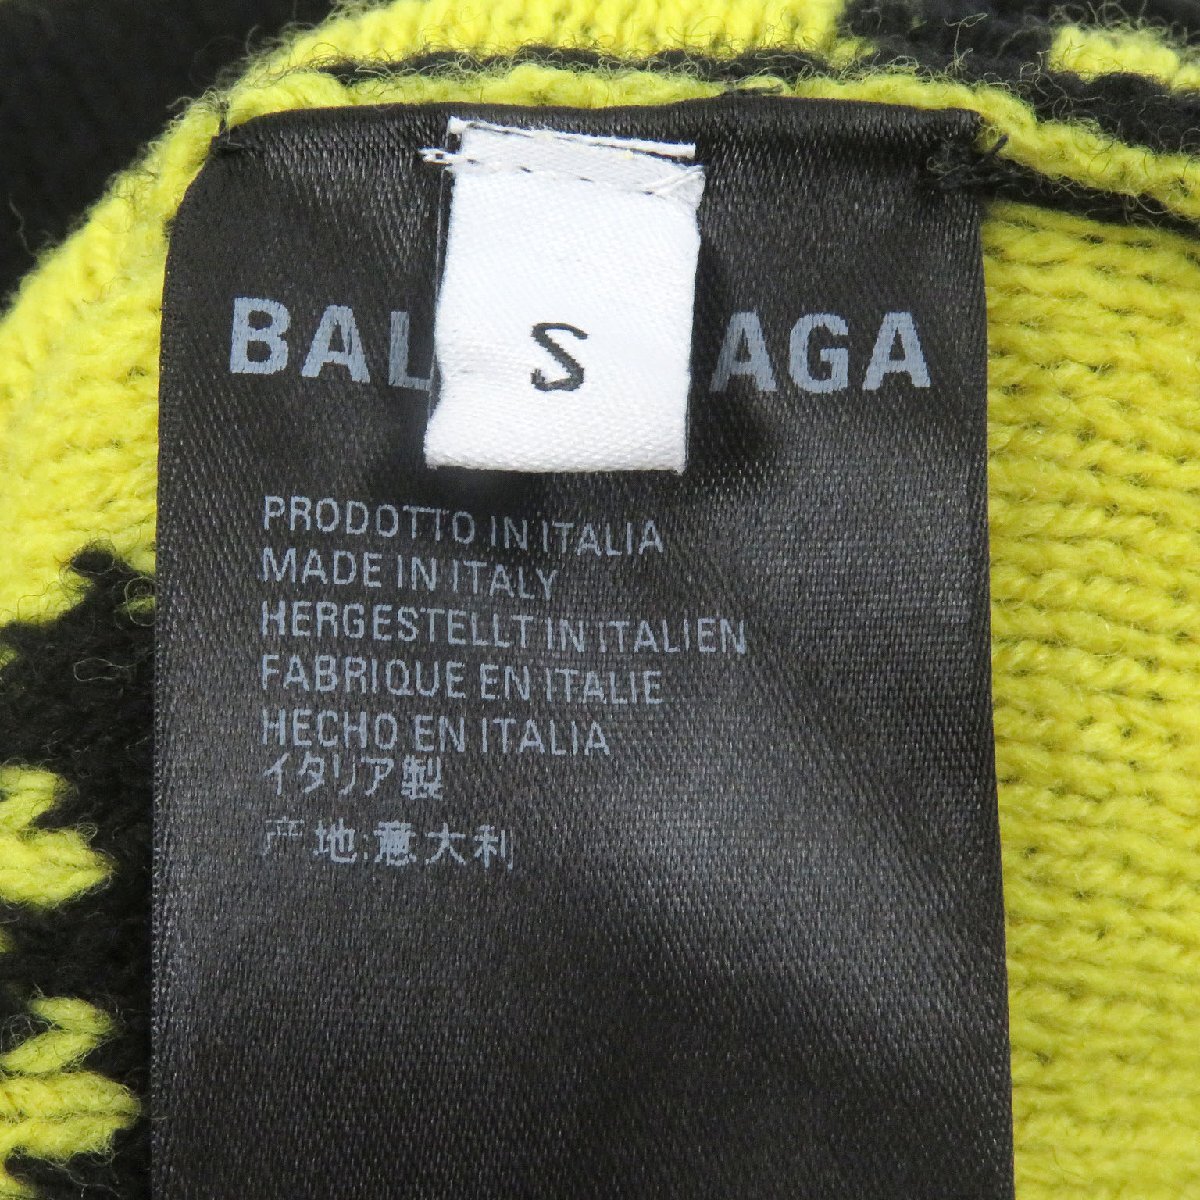 BAL AGA
S
PRODOTTO IN ITALIA
MADE IN ITALY
HERGESTELLT IN ITALIEN
FABRIQUE EN ITALIE
HECHO EN ITALIA
イタリア製
产地:意大利